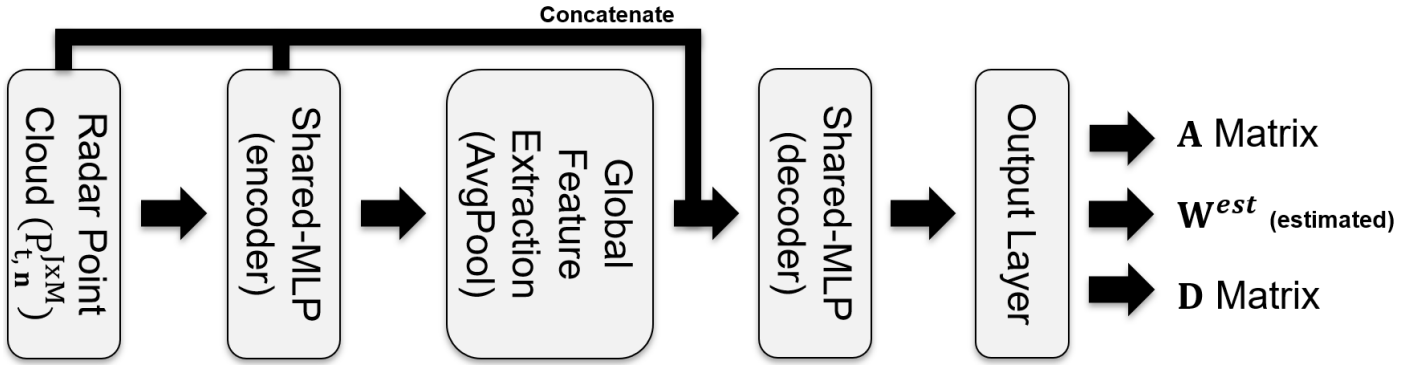 Concatenate
Radar Point
Cloud (P_{t, n}^{JxM})
Shared-MLP
(encoder)
Global
Feature
Extraction
(AvgPool)
Shared-MLP
(decoder)
Output Layer
A Matrix
W^{est} (estimated)
D Matrix